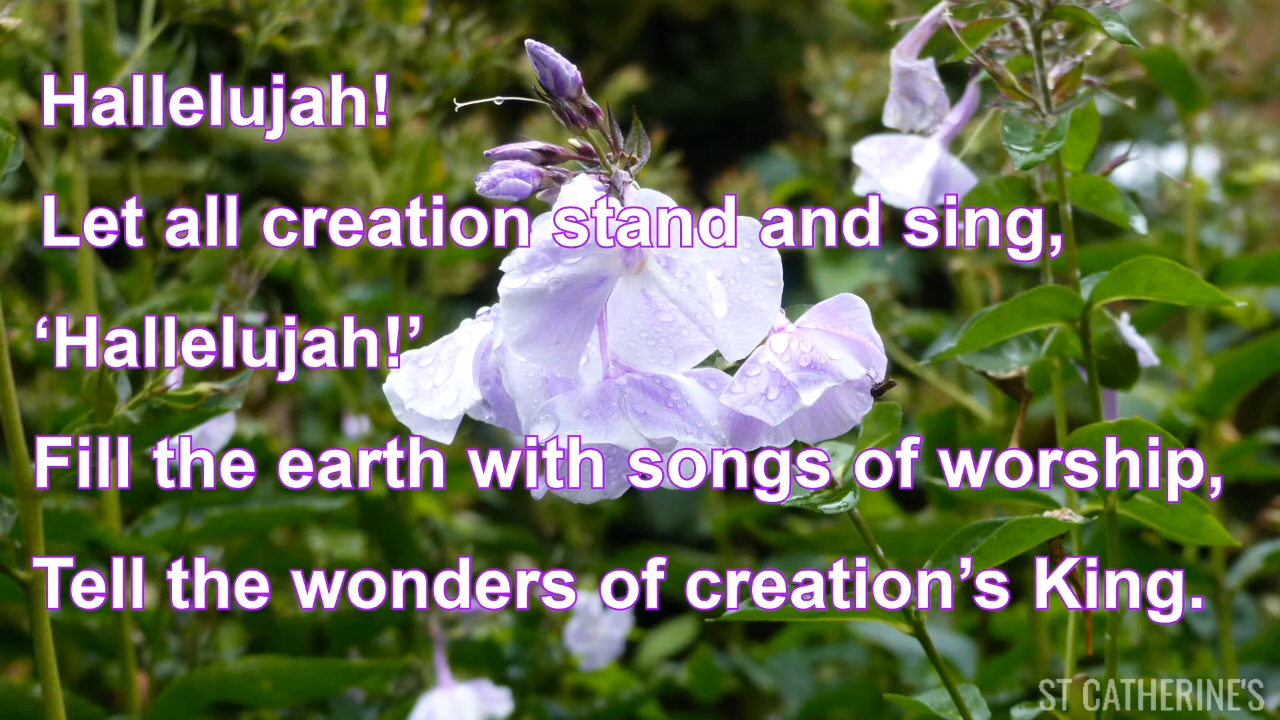 Hallelujah!
Let all creation stand and sing,
‘Hallelujah!’
Fill the earth with songs of worship,
Tell the wonders of creation’s King.
ST CATHERINE'S